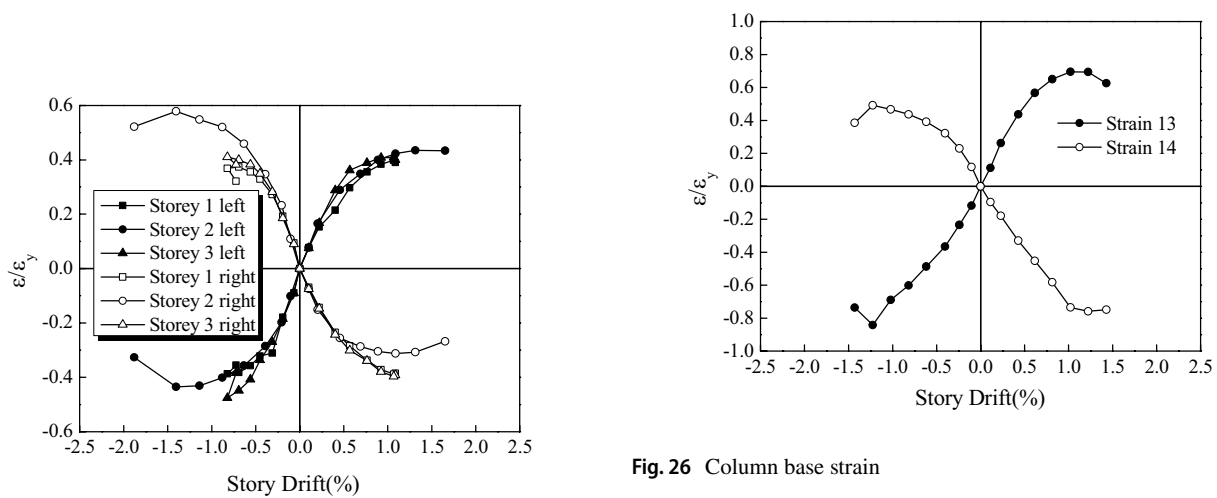 0.6
0.4
0.2
0.0
-0.2
-0.4
-0.6
ε/ε_y
-2.5 -2.0 -1.5 -1.0 -0.5 0.0 0.5 1.0 1.5 2.0 2.5
Story Drift(%)
Storey 1 left
Storey 2 left
Storey 3 left
Storey 1 right
Storey 2 right
Storey 3 right
1.0
0.8
0.6
0.4
0.2
0.0
-0.2
-0.4
-0.6
-0.8
-1.0
ε/ε_y
-2.5 -2.0 -1.5 -1.0 -0.5 0.0 0.5 1.0 1.5 2.0 2.5
Story Drift(%)
Strain 13
Strain 14
Fig. 26 Column base strain